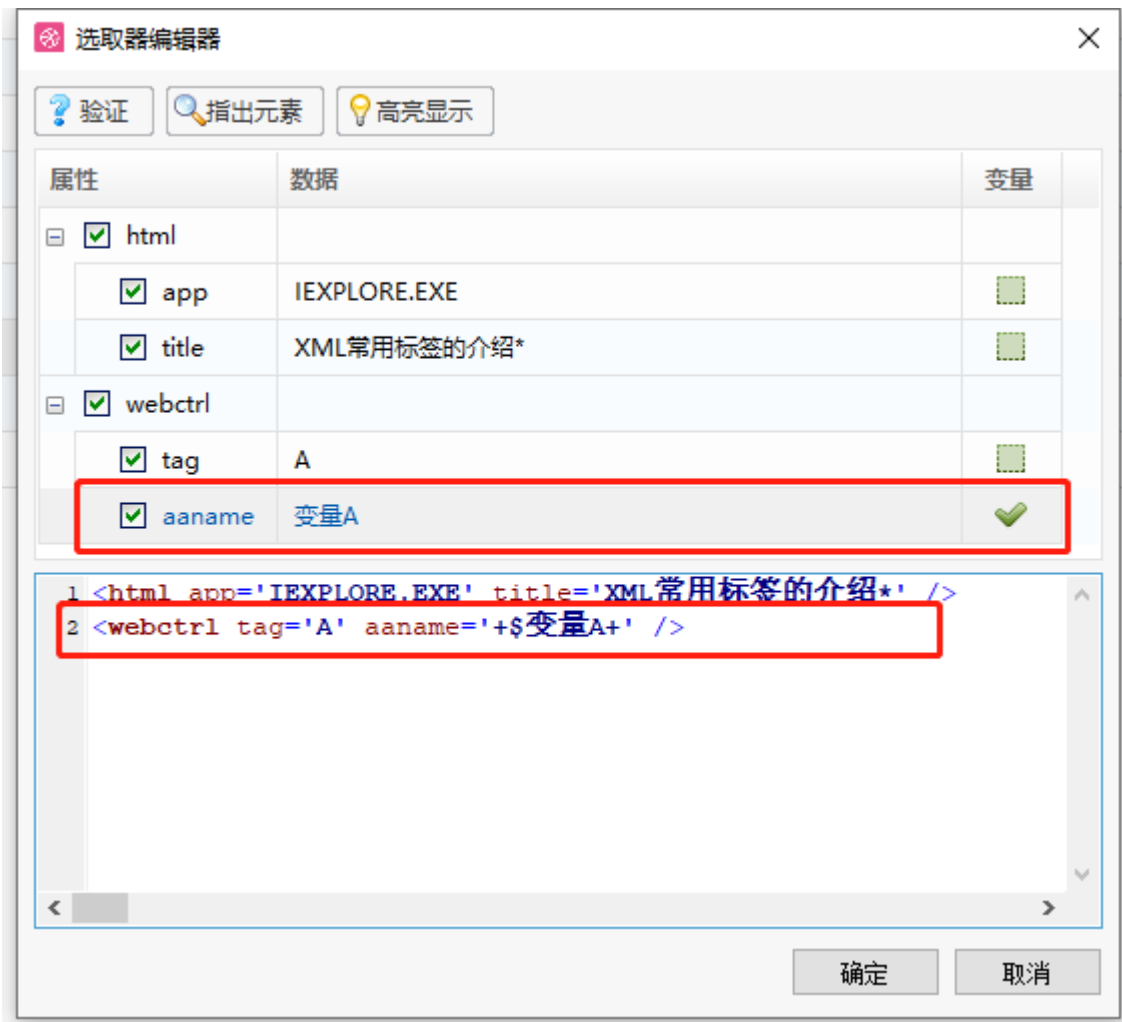 选取器编辑器
验证 指出元素 高亮显示
属性 数据 变量
html
app IEXPLORE.EXE
title XML常用标签的介绍*
webctrl
tag A
aaname 变量A
1 <html app='IEXPLORE.EXE' title='XML常用标签的介绍*' />
2 <webctrl tag='A' aaname='+$变量A+' />
确定 取消